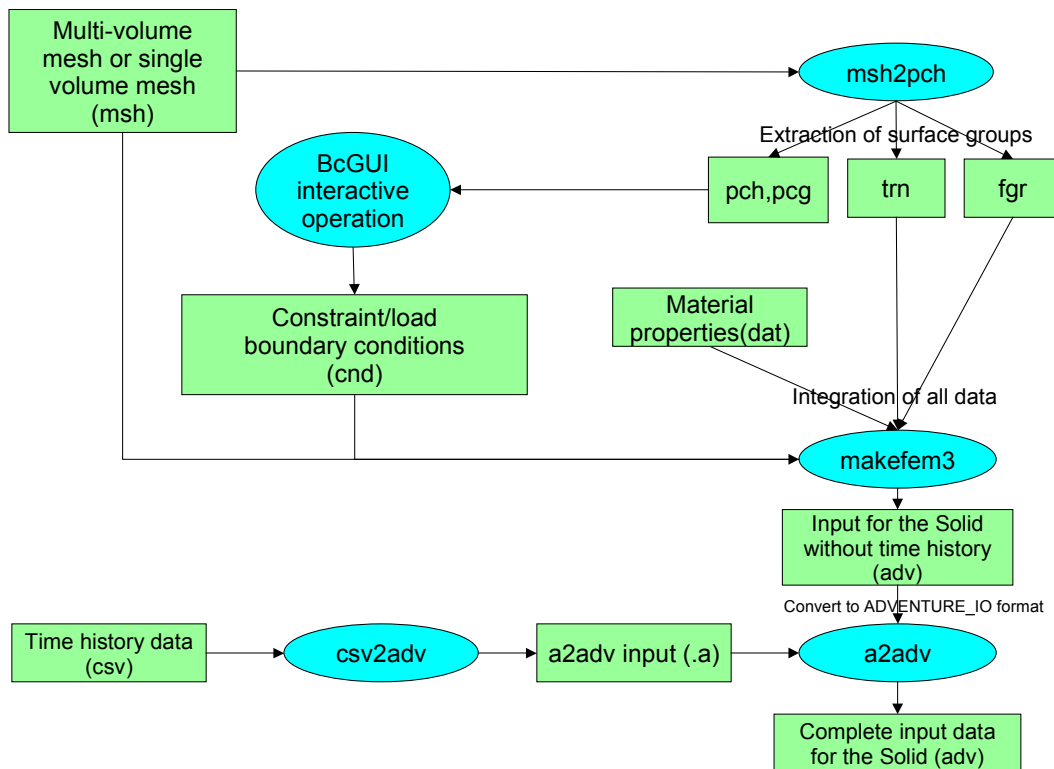 Multi-volume
mesh or single
volume mesh
(msh)
msh2pch
Extraction of surface groups
BcGUI
interactive
operation
pch,pcg
trn
fgr
Constraint/load
boundary conditions
(cnd)
Material
properties(dat)
Integration of all data
makefem3
Input for the Solid
without time history
(adv)
Convert to ADVENTURE_IO format
Time history data
(csv)
csv2adv
a2adv input (.a)
a2adv
Complete input data
for the Solid (adv)